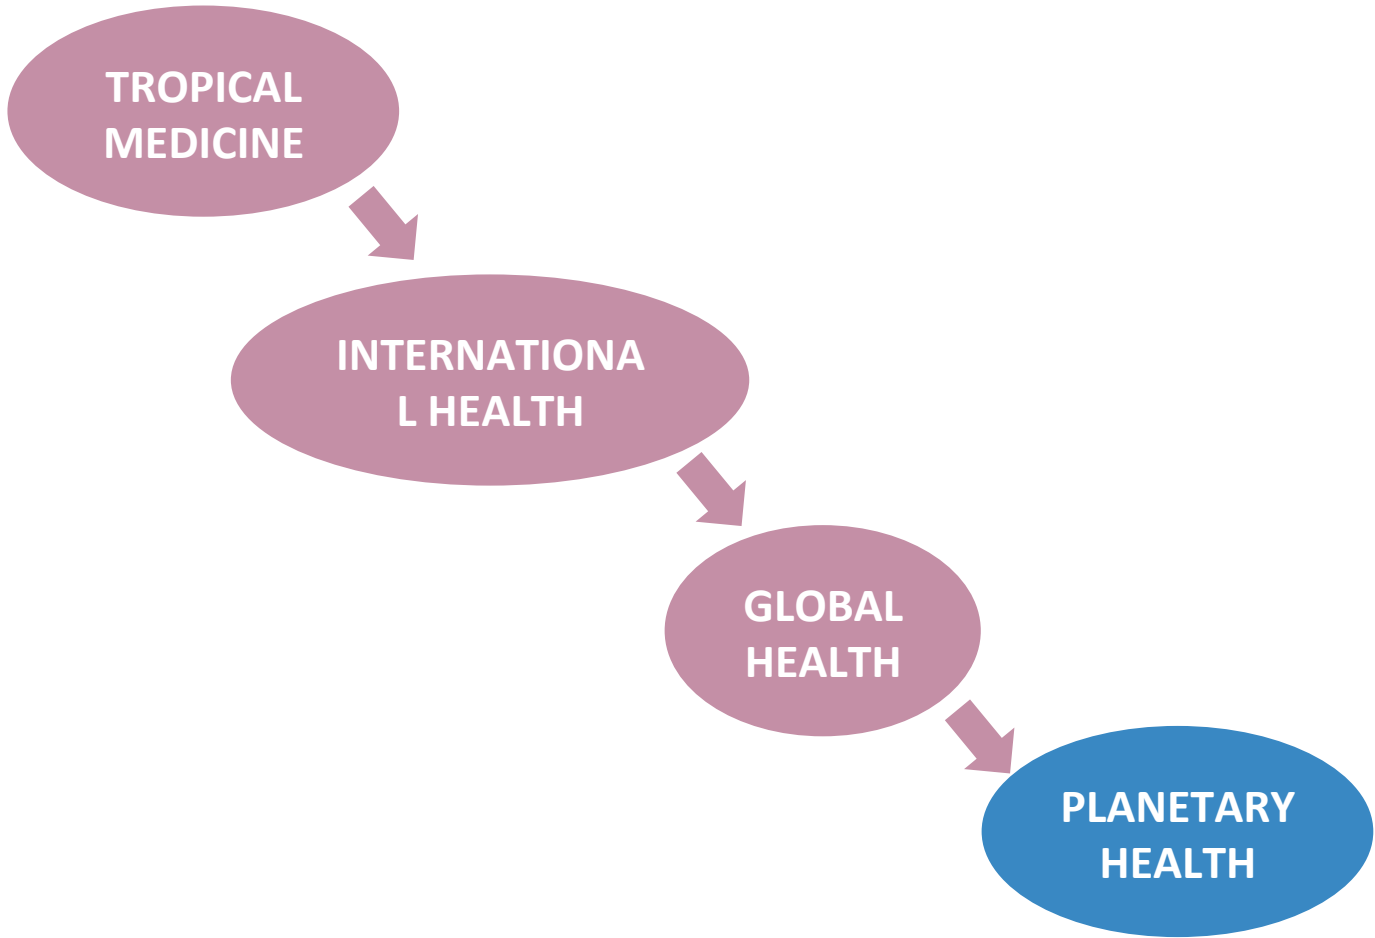 TROPICAL
MEDICINE
INTERNATIONA
L HEALTH
GLOBAL
HEALTH
PLANETARY
HEALTH